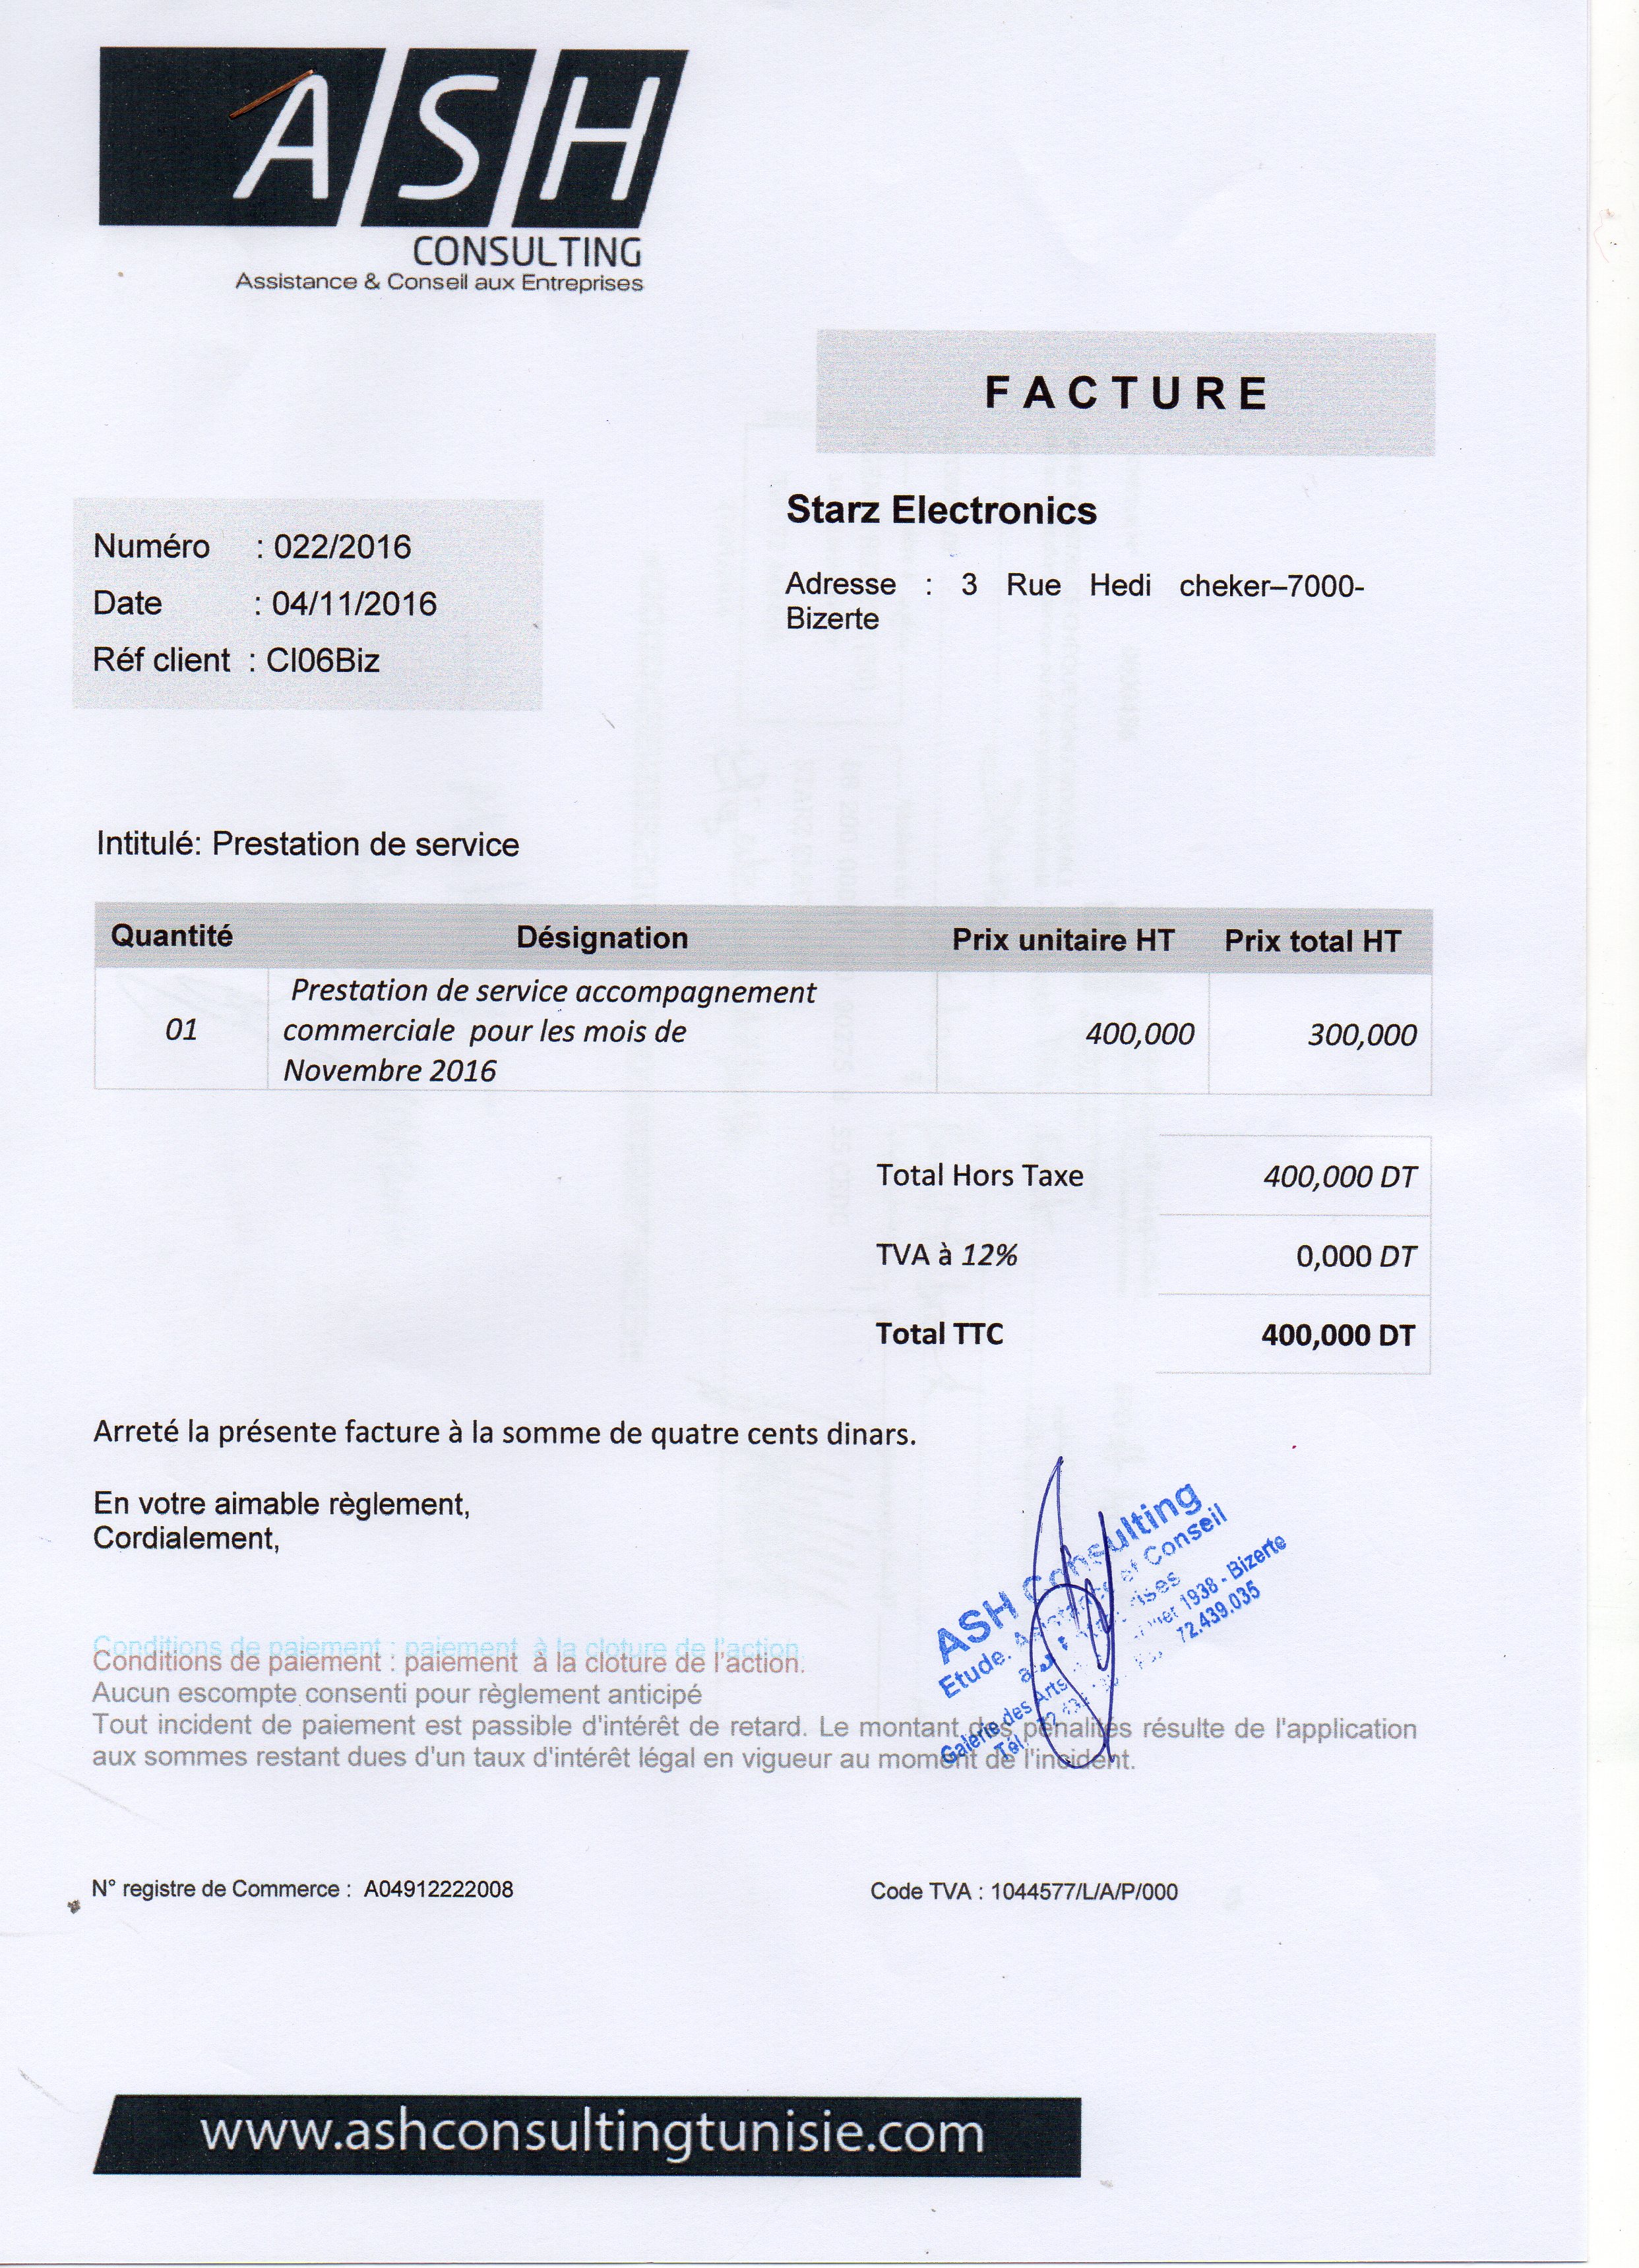 ASH
CONSULTING
Assistance & Conseil aux Entreprises
FACTURE
Numéro : 022/2016
Date : 04/11/2016
Réf client : Cl06Biz
Starz Electronics
Adresse : 3 Rue Hedi cheker–7000-
Bizerte
Intitulé: Prestation de service
Quantité Désignation Prix unitaire HT Prix total HT
01 Prestation de service accompagnement
commerciale pour les mois de
Novembre 2016 400,000 300,000
Total Hors Taxe 400,000 DT
TVA à 12% 0,000 DT
Total TTC 400,000 DT
Arreté la présente facture à la somme de quatre cents dinars.
En votre aimable règlement,
Cordialement,
ASH Consulting
Etude. et Conseil
Galerie des Arts 1938 - Bizerte
Tél 72.439.035
Conditions de paiement : paiement à la cloture de l'action.
Aucun escompte consenti pour règlement anticipé
Tout incident de paiement est passible d'intérêt de retard. Le montant des pénalités résulte de l'application
aux sommes restant dues d'un taux d'intérêt légal en vigueur au moment de l'incident.
N° registre de Commerce : A04912222008
Code TVA : 1044577/L/A/P/000
www.ashconsultingtunisie.com